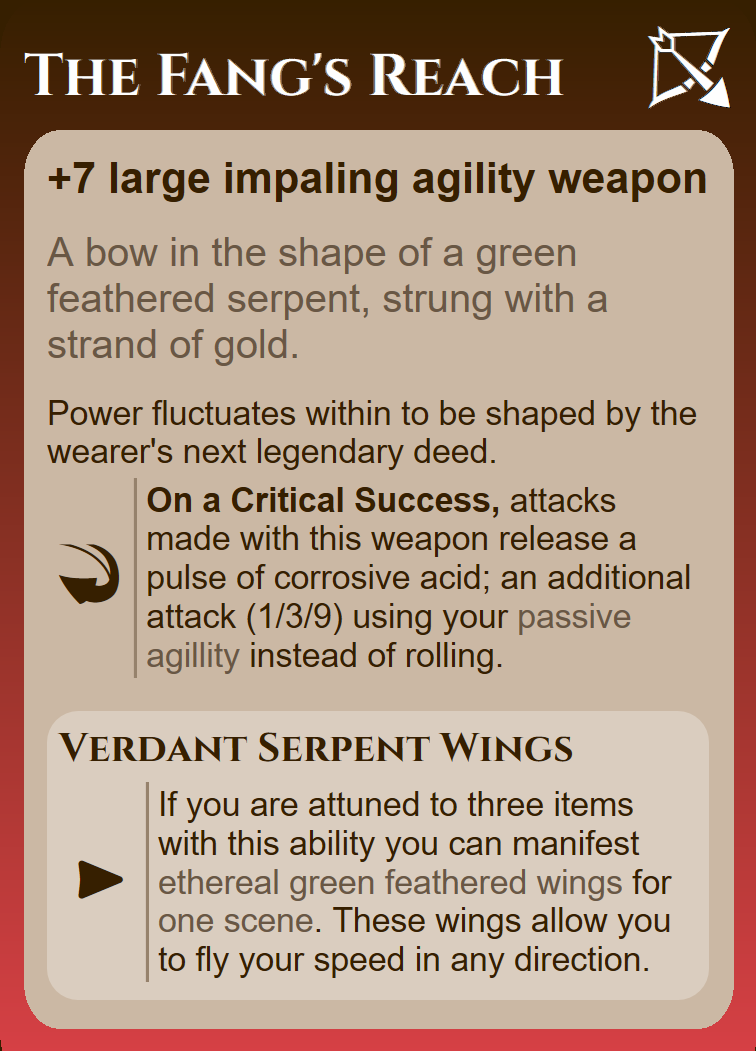 The Fang's Reach
+7 large impaling agility weapon
A bow in the shape of a green
feathered serpent, strung with a
strand of gold.
Power fluctuates within to be shaped by the
wearer's next legendary deed.
On a Critical Success, attacks
made with this weapon release a
pulse of corrosive acid; an additional
attack (1/3/9) using your passive
agillity instead of rolling.
Verdant Serpent Wings
If you are attuned to three items
with this ability you can manifest
ethereal green feathered wings for
one scene. These wings allow you
to fly your speed in any direction.